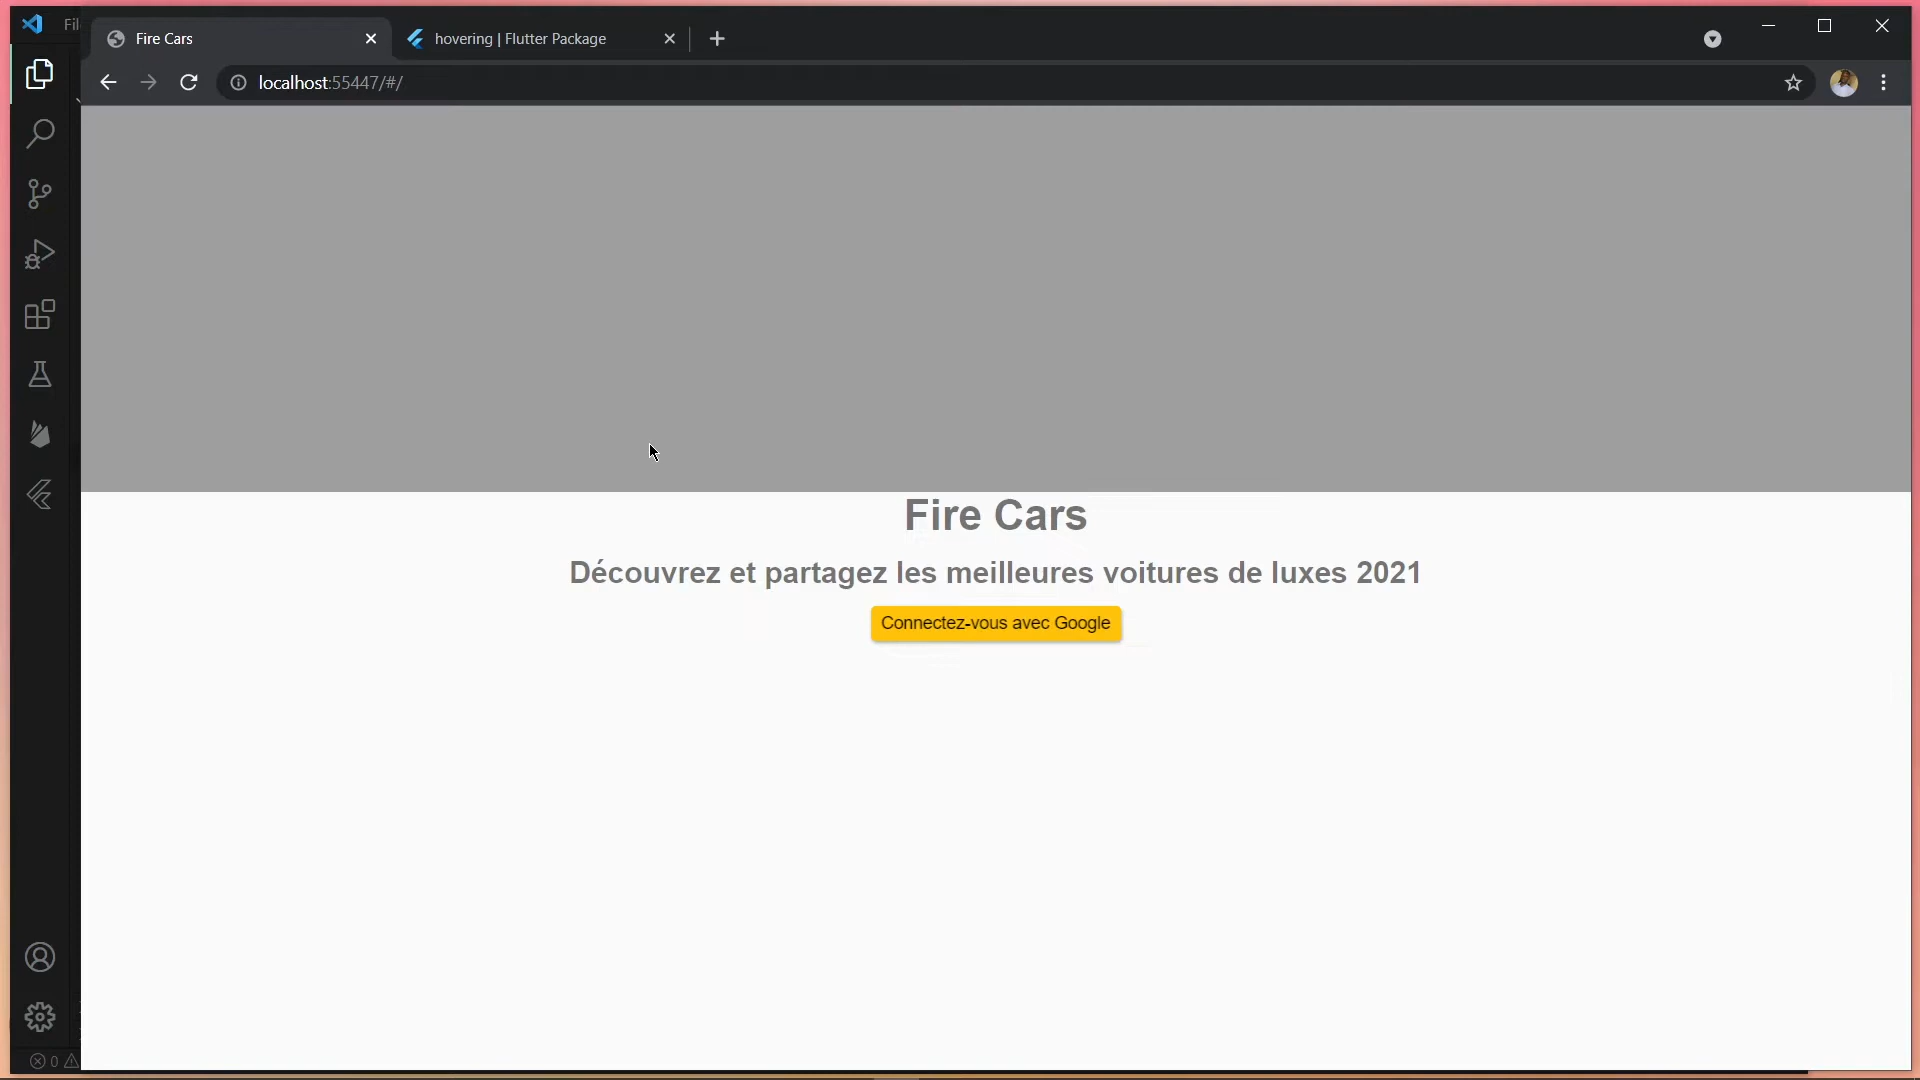 Fil
Fire Cars
hovering | Flutter Package
localhost:55447/#/
Fire Cars
Découvrez et partagez les meilleures voitures de luxes 2021
Connectez-vous avec Google
0